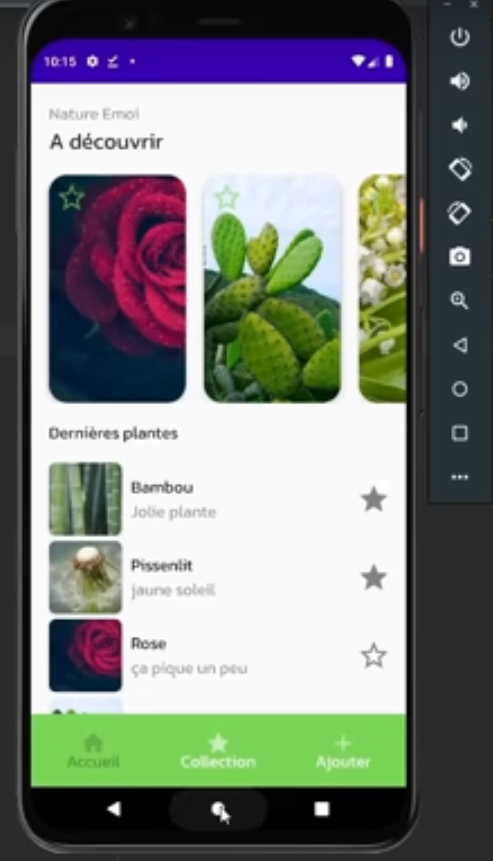 10:15
Nature Emoi
A découvrir
Dernières plantes
Bambou
Jolie plante
Pissenlit
jaune soleil
Rose
ça pique un peu
Accueil
Collection
Ajouter